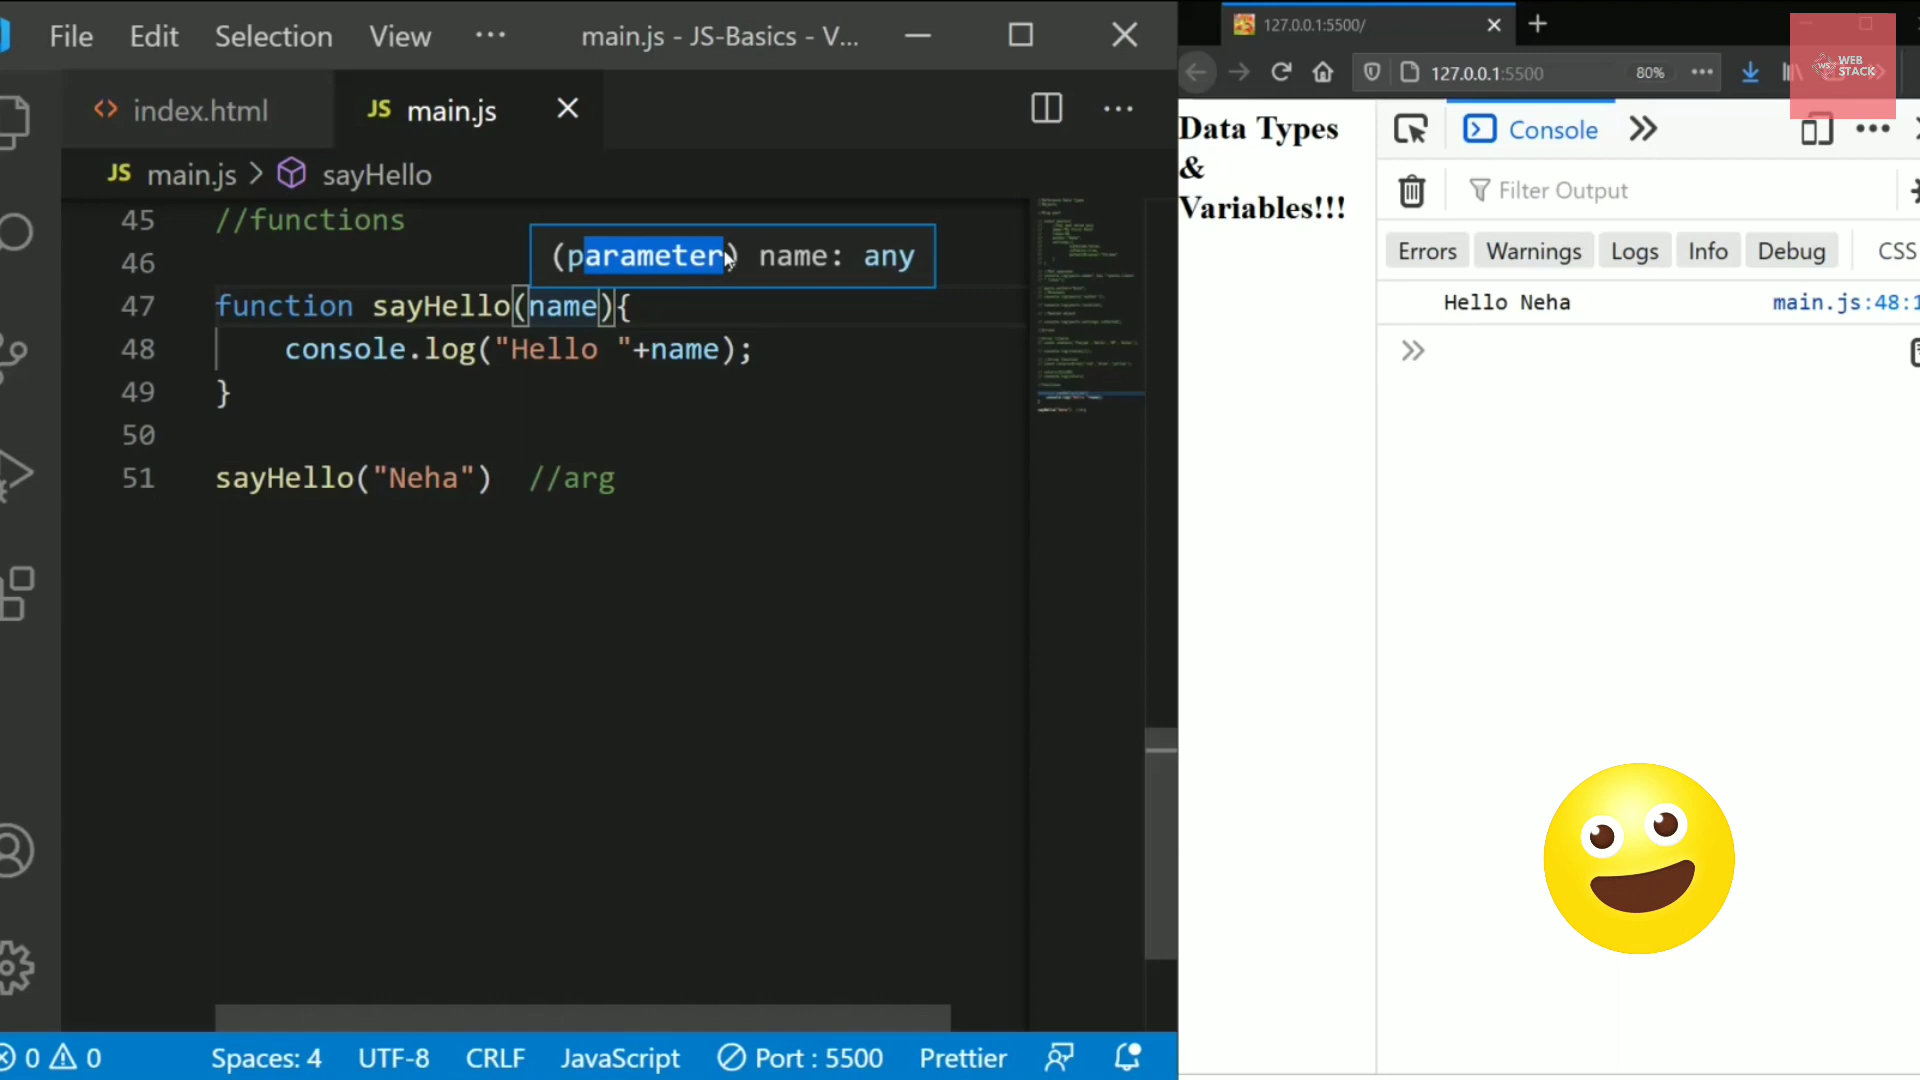 File Edit Selection View ··· main.js - JS-Basics - V...
index.html JS main.js
JS main.js > sayHello
45 //functions
(parameter) name: any
46
47 function sayHello(name){
48 console.log("Hello "+name);
49 }
50
51 sayHello("Neha") //arg
0 0 Spaces: 4 UTF-8 CRLF JavaScript Port : 5500 Prettier
127.0.0.1:5500/
127.0.0.1:5500 80% ···
WS WEB
STACK
Data Types
&
Variables!!!
Console
Filter Output
Errors Warnings Logs Info Debug CSS
Hello Neha main.js:48:1